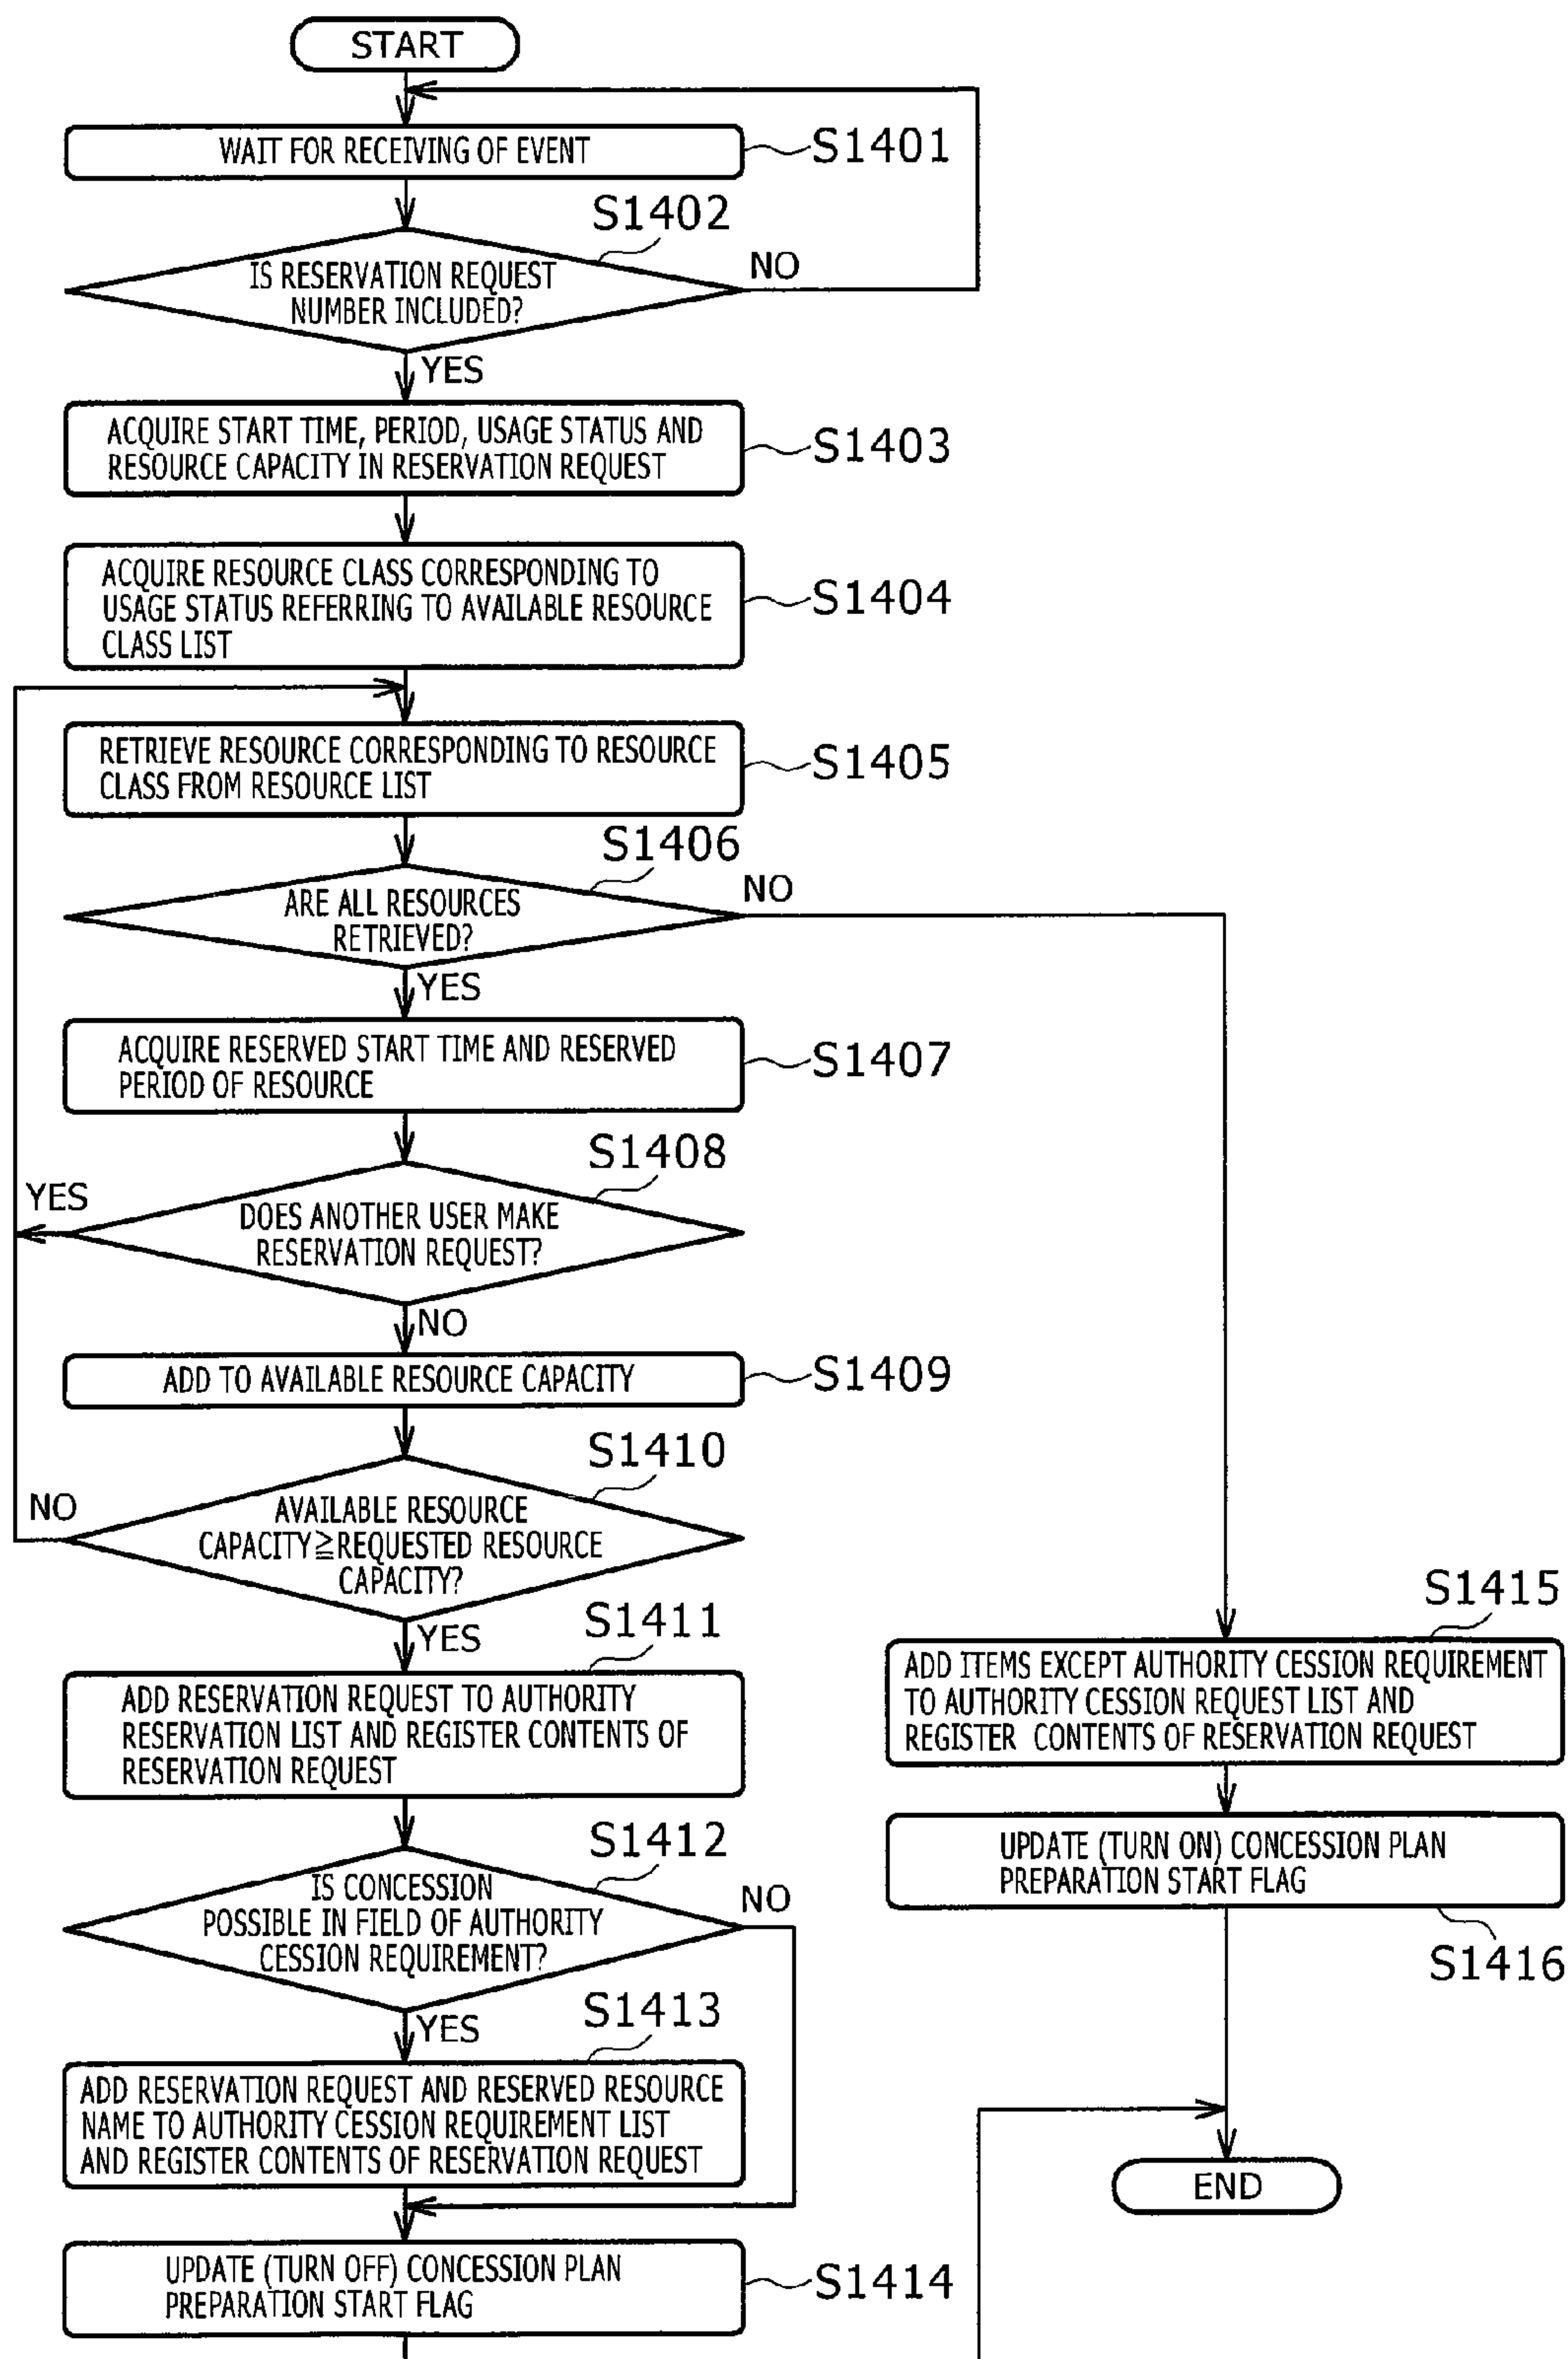 START
WAIT FOR RECEIVING OF EVENT
S1401
S1402
IS RESERVATION REQUEST
NUMBER INCLUDED?
NO
YES
ACQUIRE START TIME, PERIOD, USAGE STATUS AND
RESOURCE CAPACITY IN RESERVATION REQUEST
S1403
ACQUIRE RESOURCE CLASS CORRESPONDING TO
USAGE STATUS REFERRING TO AVAILABLE RESOURCE
CLASS LIST
S1404
RETRIEVE RESOURCE CORRESPONDING TO RESOURCE
CLASS FROM RESOURCE LIST
S1405
S1406
ARE ALL RESOURCES
RETRIEVED?
NO
YES
ACQUIRE RESERVED START TIME AND RESERVED
PERIOD OF RESOURCE
S1407
S1408
YES
DOES ANOTHER USER MAKE
RESERVATION REQUEST?
NO
ADD TO AVAILABLE RESOURCE CAPACITY
S1409
S1410
NO
AVAILABLE RESOURCE
CAPACITY≧REQUESTED RESOURCE
CAPACITY?
YES
S1411
ADD RESERVATION REQUEST TO AUTHORITY
RESERVATION LIST AND REGISTER CONTENTS OF
RESERVATION REQUEST
S1412
IS CONCESSION
POSSIBLE IN FIELD OF AUTHORITY
CESSION REQUIREMENT?
NO
YES
S1413
ADD RESERVATION REQUEST AND RESERVED RESOURCE
NAME TO AUTHORITY CESSION REQUIREMENT LIST
AND REGISTER CONTENTS OF RESERVATION REQUEST
UPDATE (TURN OFF) CONCESSION PLAN
PREPARATION START FLAG
S1414
S1415
ADD ITEMS EXCEPT AUTHORITY CESSION REQUIREMENT
TO AUTHORITY CESSION REQUEST LIST AND
REGISTER CONTENTS OF RESERVATION REQUEST
UPDATE (TURN ON) CONCESSION PLAN
PREPARATION START FLAG
S1416
END